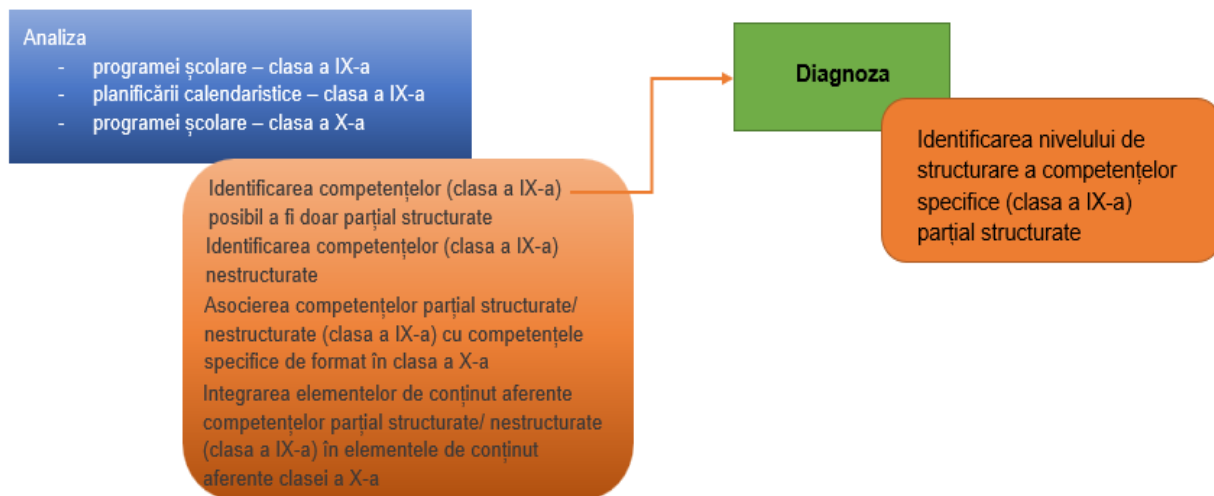 Analiza
- programei școlare – clasa a IX-a
- planificării calendaristice – clasa a IX-a
- programei școlare – clasa a X-a
Identificarea competențelor (clasa a IX-a)
posibil a fi doar parțial structurate
Identificarea competențelor (clasa a IX-a)
nestructurate
Asocierea competențelor parțial structurate/
nestructurate (clasa a IX-a) cu competențele
specifice de format în clasa a X-a
Integrarea elementelor de conținut aferente
competențelor parțial structurate/ nestructurate
(clasa a IX-a) în elementele de conținut
aferente clasei a X-a
Diagnoza
Identificarea nivelului de
structurare a competențelor
specifice (clasa a IX-a)
parțial structurate